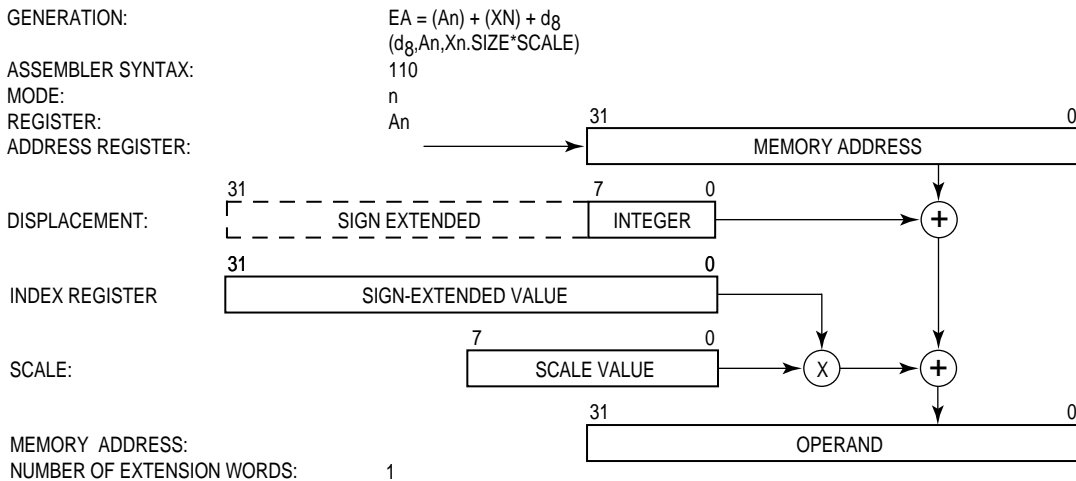 GENERATION: EA = (An) + (XN) + d8
(d8,An,Xn.SIZE*SCALE)
ASSEMBLER SYNTAX: 110
MODE: n
REGISTER: An
31 0
ADDRESS REGISTER: MEMORY ADDRESS
31 7 0
DISPLACEMENT: SIGN EXTENDED INTEGER +
31 0
INDEX REGISTER SIGN-EXTENDED VALUE
7 0
SCALE: SCALE VALUE X +
31 0
MEMORY ADDRESS: OPERAND
NUMBER OF EXTENSION WORDS: 1